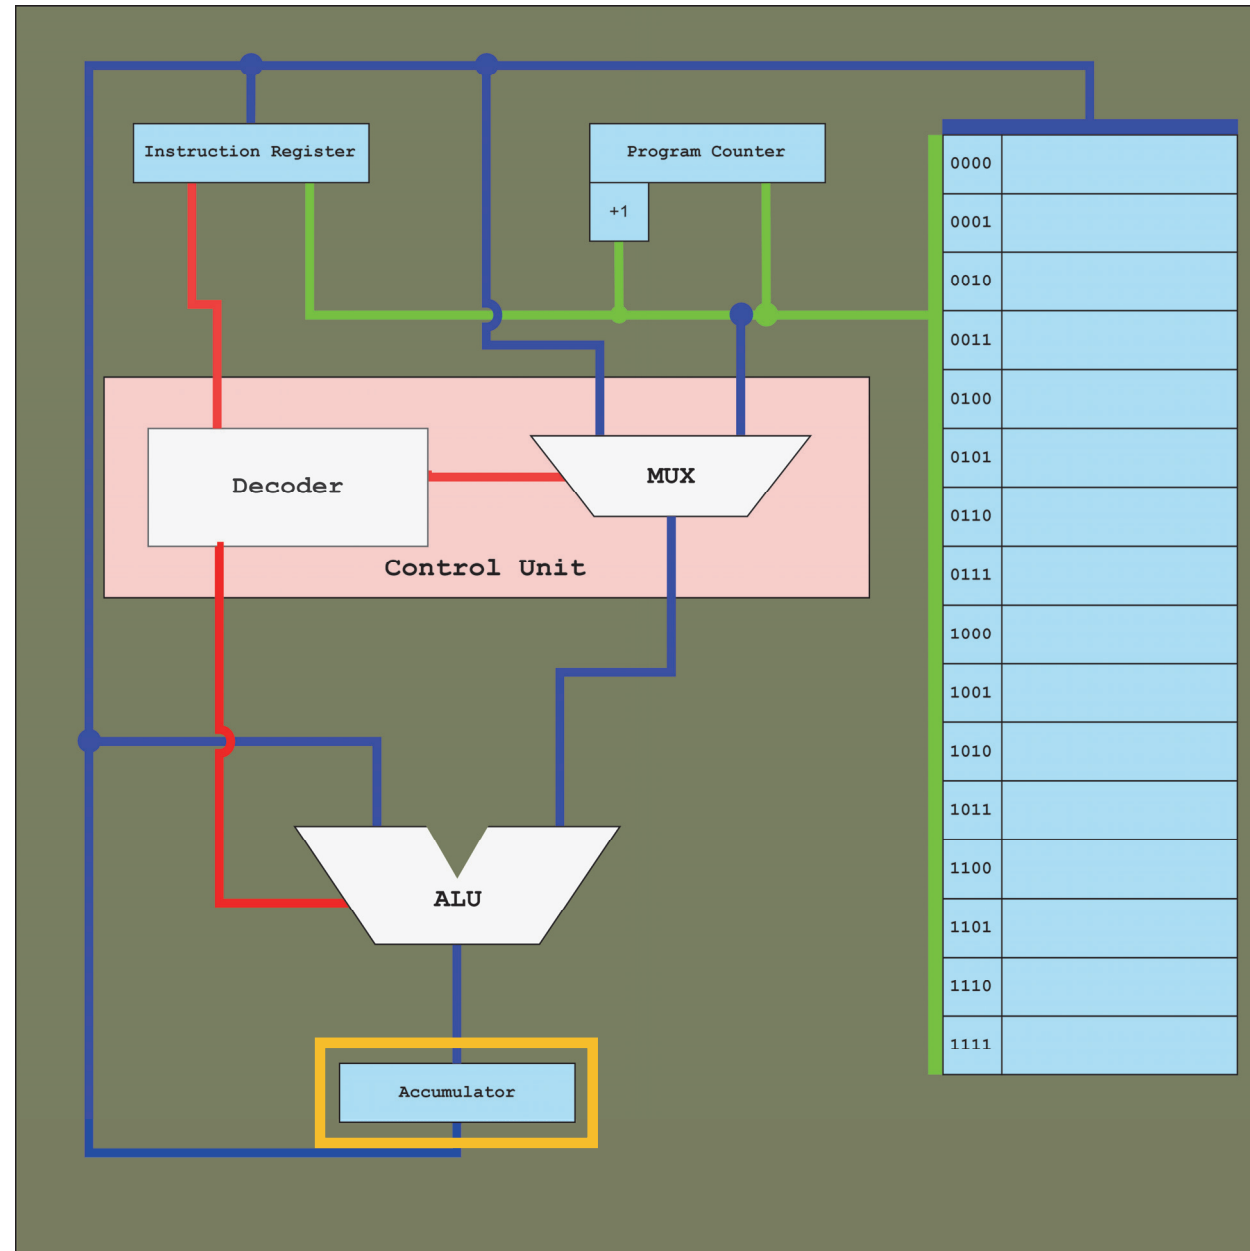 Instruction Register
Program Counter
+1
0000
0001
0010
0011
0100
0101
0110
0111
1000
1001
1010
1011
1100
1101
1110
1111
Decoder
MUX
Control Unit
ALU
Accumulator